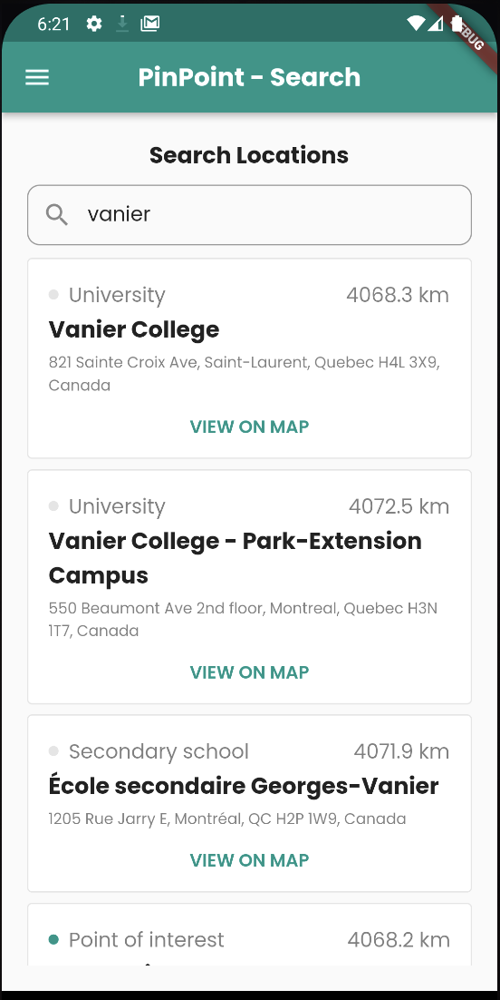 6:21
BUG
PinPoint - Search
Search Locations
vanier
University 4068.3 km
Vanier College
821 Sainte Croix Ave, Saint-Laurent, Quebec H4L 3X9,
Canada
VIEW ON MAP
University 4072.5 km
Vanier College - Park-Extension
Campus
550 Beaumont Ave 2nd floor, Montreal, Quebec H3N
1T7, Canada
VIEW ON MAP
Secondary school 4071.9 km
École secondaire Georges-Vanier
1205 Rue Jarry E, Montréal, QC H2P 1W9, Canada
VIEW ON MAP
Point of interest 4068.2 km